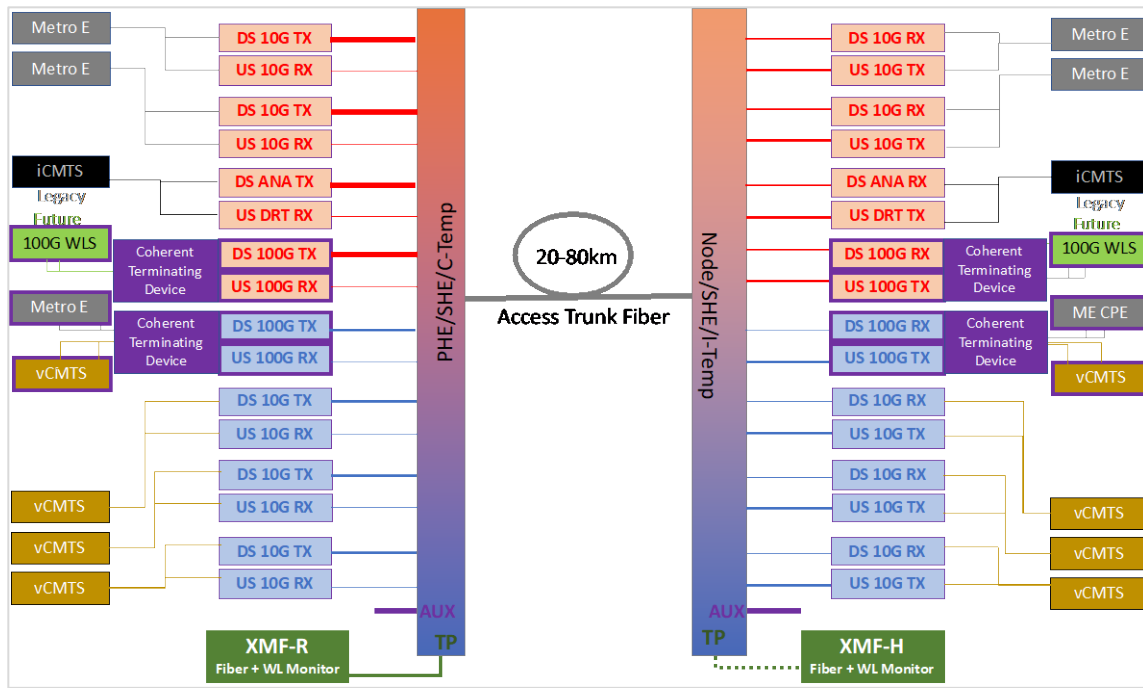 Metro E
Metro E
DS 10G TX
US 10G RX
DS 10G TX
US 10G RX
iCMTS
Legacy
Future
DS ANA TX
US DRT RX
100G WLS
Coherent
Terminating
Device
DS 100G TX
US 100G RX
Metro E
Coherent
Terminating
Device
DS 100G TX
US 100G RX
vCMTS
DS 10G TX
US 10G RX
DS 10G TX
US 10G RX
DS 10G TX
US 10G RX
vCMTS
vCMTS
vCMTS
PHE/SHE/C-Temp
AUX
TP
XMF-R
Fiber + WL Monitor
20-80km
Access Trunk Fiber
Node/SHE/I-Temp
AUX
TP
XMF-H
Fiber + WL Monitor
DS 10G RX
US 10G TX
DS 10G RX
US 10G TX
Metro E
Metro E
DS ANA RX
US DRT TX
iCMTS
Legacy
Future
DS 100G RX
US 100G TX
Coherent
Terminating
Device
100G WLS
DS 100G RX
US 100G TX
Coherent
Terminating
Device
ME CPE
vCMTS
DS 10G RX
US 10G TX
DS 10G RX
US 10G TX
DS 10G RX
US 10G TX
vCMTS
vCMTS
vCMTS